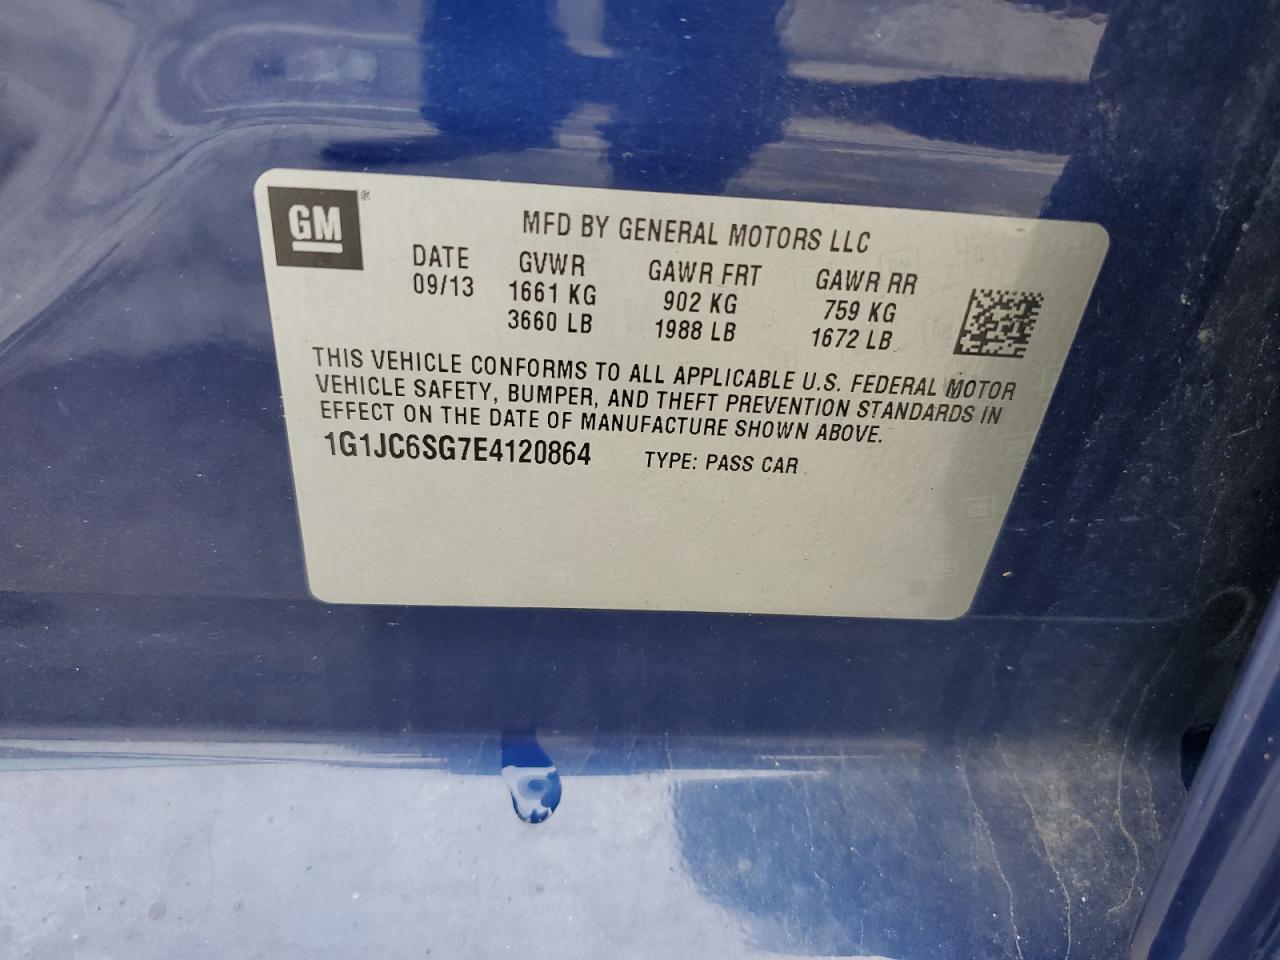 GM ®
MFD BY GENERAL MOTORS LLC
DATE GVWR GAWR FRT GAWR RR
09/13 1661 KG 902 KG 759 KG
3660 LB 1988 LB 1672 LB
THIS VEHICLE CONFORMS TO ALL APPLICABLE U.S. FEDERAL MOTOR
VEHICLE SAFETY, BUMPER, AND THEFT PREVENTION STANDARDS IN
EFFECT ON THE DATE OF MANUFACTURE SHOWN ABOVE.
1G1JC6SG7E4120864 TYPE: PASS CAR